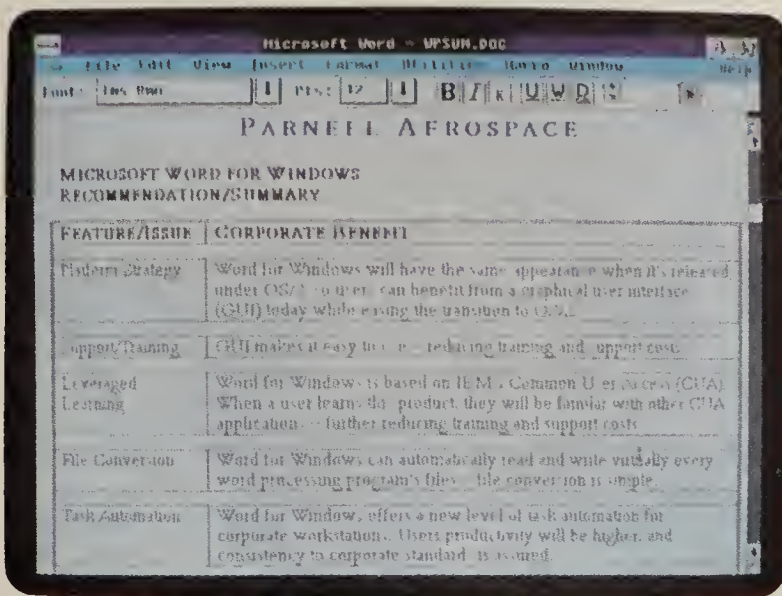 Microsoft Word - WPSUM.DOC
File Edit View Insert Format Utilities Macro Window Help
Font: Tms Rmn Pts: 12 B I K U W D
PARNELL AEROSPACE
MICROSOFT WORD FOR WINDOWS
RECOMMENDATION/SUMMARY
FEATURE/ISSUE CORPORATE BENEFIT
Platform Strategy Word for Windows will have the same appearance when it's released
under OS/2 so users can benefit from a graphical user interface
(GUI) today while easing the transition to OS/2.
Support/Training GUI makes it easy to use reducing training and support costs
Leveraged Word for Windows is based on IBM's Common User Access (CUA)
Learning When a user learns this product, they will be familiar with other CUA
applications further reducing training and support costs
File Conversion Word for Windows can automatically read and write virtually every
word processing program's files file conversion is simple.
Task Automation Word for Windows offers a new level of task automation for
corporate workstations. Users productivity will be higher, and
consistency to corporate standards is assured.